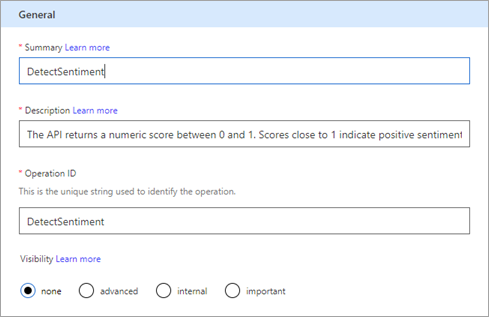 General
* Summary Learn more
DetectSentiment
* Description Learn more
The API returns a numeric score between 0 and 1. Scores close to 1 indicate positive sentiment
* Operation ID
This is the unique string used to identify the operation.
DetectSentiment
Visibility Learn more
none advanced internal important